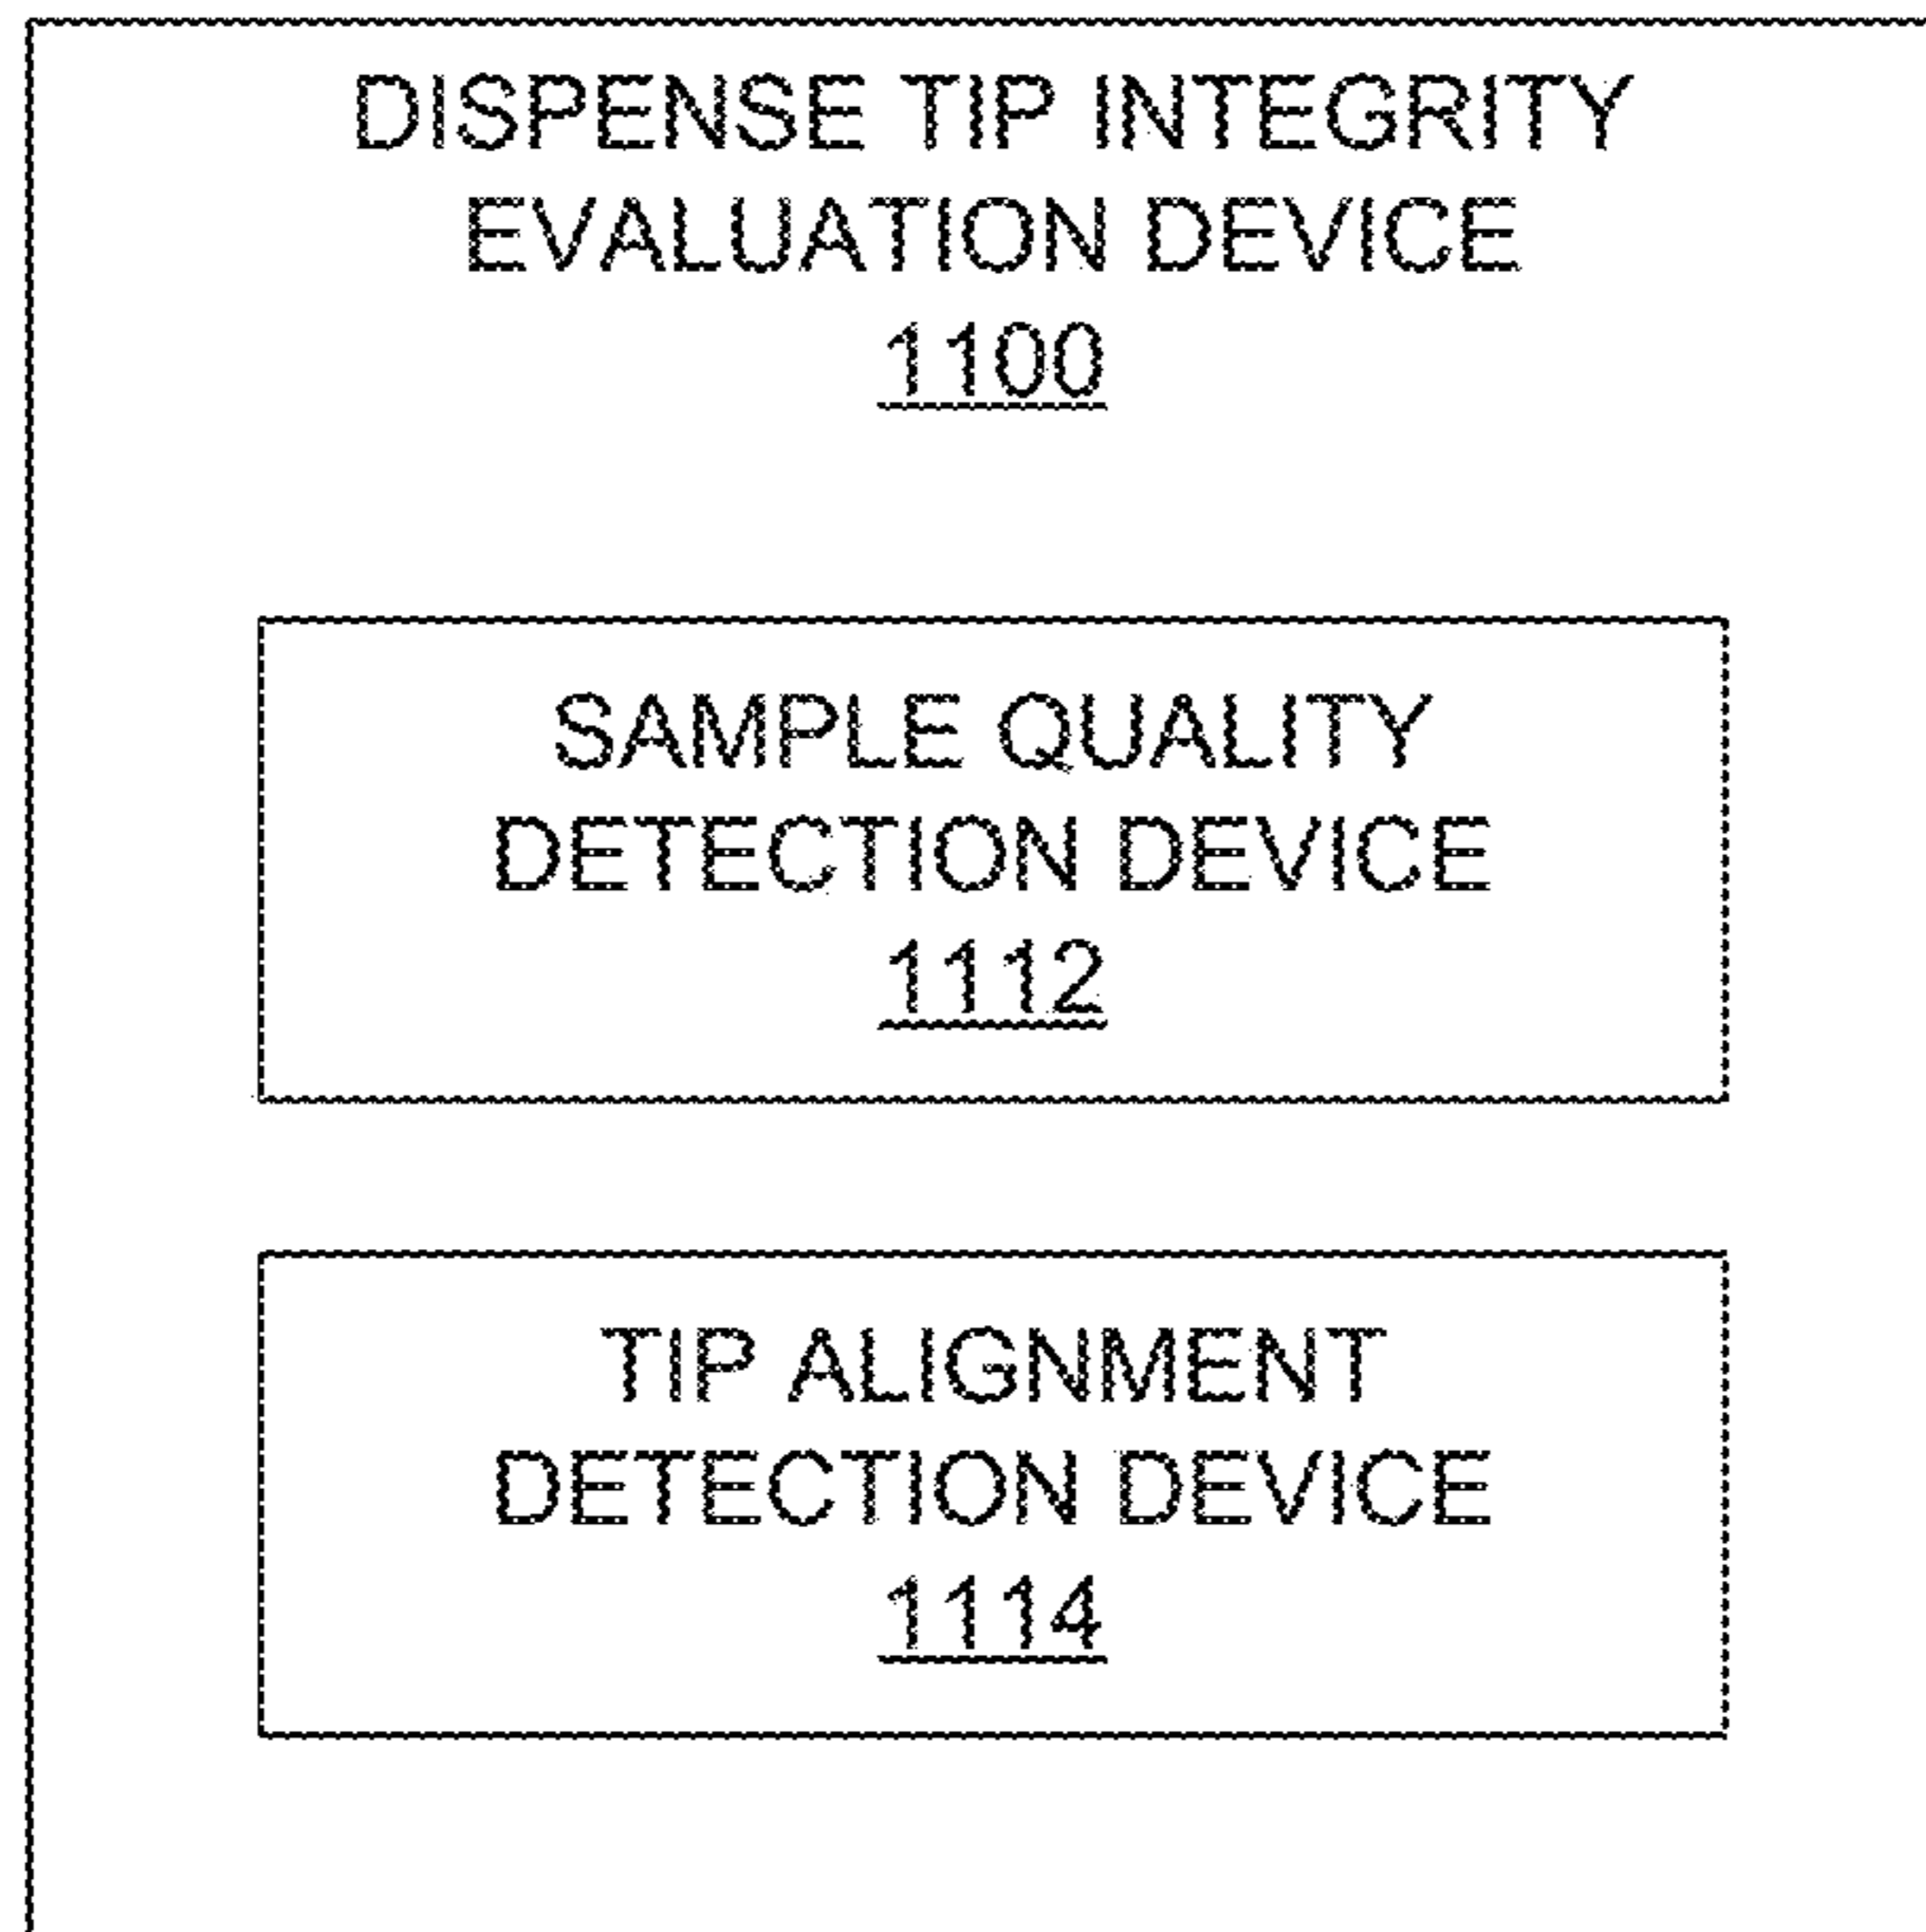 DISPENSE TIP INTEGRITY
EVALUATION DEVICE
1100
SAMPLE QUALITY
DETECTION DEVICE
1112
TIP ALIGNMENT
DETECTION DEVICE
1114